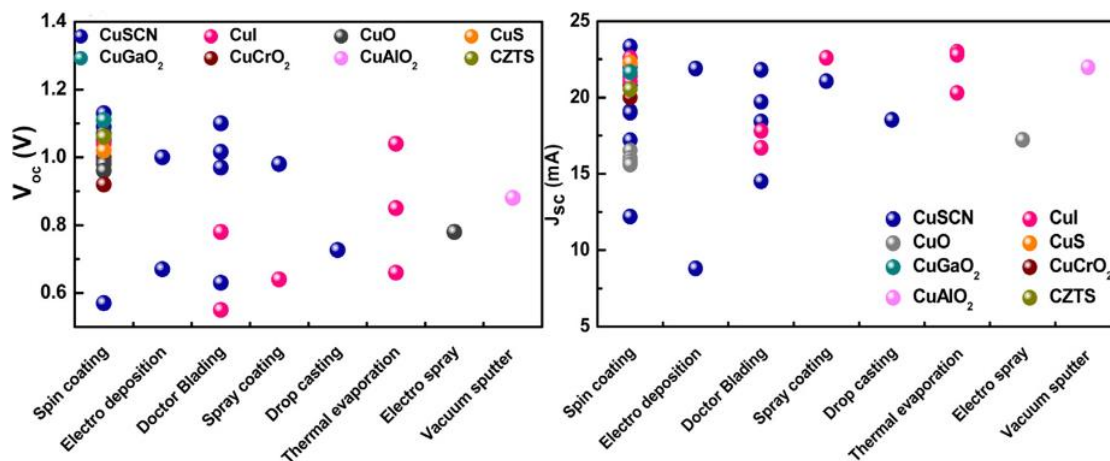 1.4
1.2
1.0
0.8
0.6
Voc (V)
CuSCN CuI CuO CuS
CuGaO₂ CuCrO₂ CuAlO₂ CZTS
Spin coating
Electro deposition
Doctor Blading
Spray coating
Drop casting
Thermal evaporation
Electro spray
Vacuum sputter
25
20
15
10
5
JSC (mA)
CuSCN CuI
CuO CuS
CuGaO₂ CuCrO₂
CuAlO₂ CZTS
Spin coating
Electro deposition
Doctor Blading
Spray coating
Drop casting
Thermal evaporation
Electro spray
Vacuum sputter